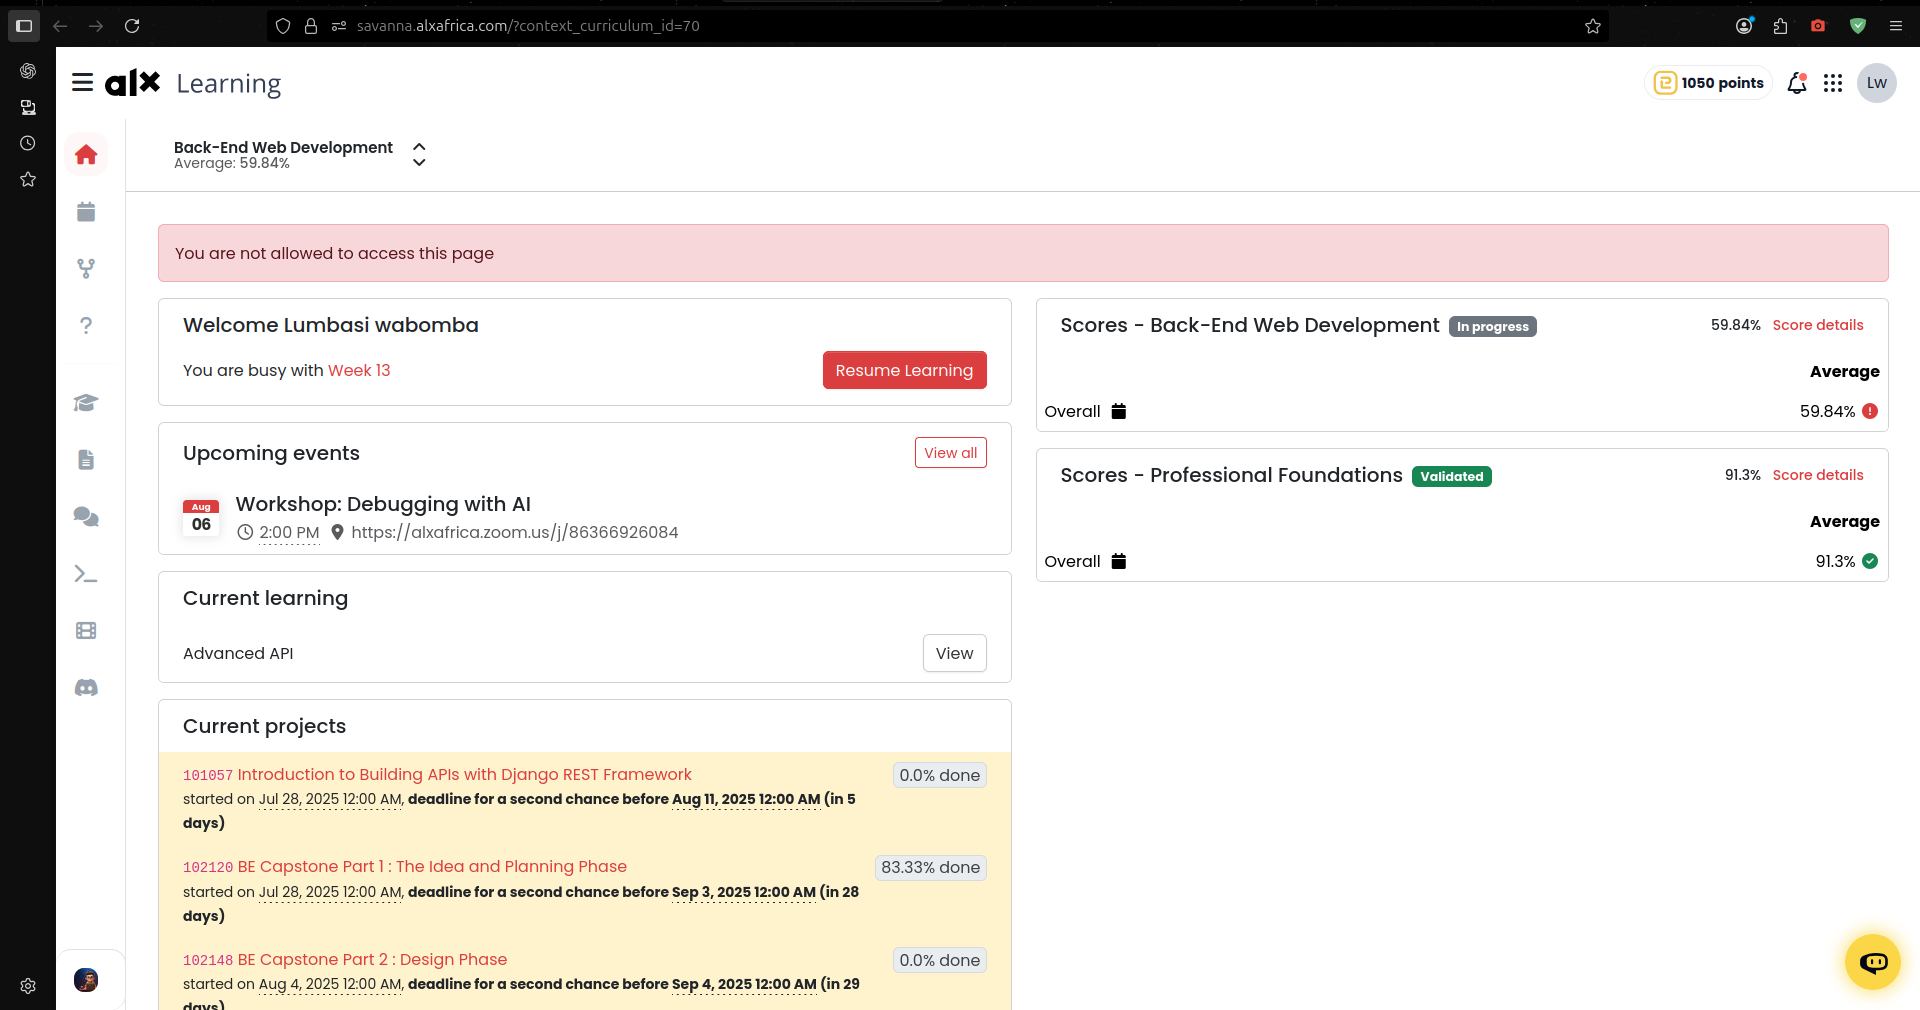 savanna.alxafrica.com/?context_curriculum_id=70
alx Learning
1050 points
Lw
Back-End Web Development
Average: 59.84%
You are not allowed to access this page
Welcome Lumbasi wabomba
You are busy with Week 13
Resume Learning
Upcoming events
View all
Aug
06
Workshop: Debugging with AI
2:00 PM https://alxafrica.zoom.us/j/86366926084
Current learning
Advanced API
View
Current projects
101057 Introduction to Building APIs with Django REST Framework
0.0% done
started on Jul 28, 2025 12:00 AM, deadline for a second chance before Aug 11, 2025 12:00 AM (in 5
days)
102120 BE Capstone Part 1 : The Idea and Planning Phase
83.33% done
started on Jul 28, 2025 12:00 AM, deadline for a second chance before Sep 3, 2025 12:00 AM (in 28
days)
102148 BE Capstone Part 2 : Design Phase
0.0% done
started on Aug 4, 2025 12:00 AM, deadline for a second chance before Sep 4, 2025 12:00 AM (in 29
days)
Scores - Back-End Web Development In progress
59.84% Score details
Average
Overall
59.84%
Scores - Professional Foundations Validated
91.3% Score details
Average
Overall
91.3%